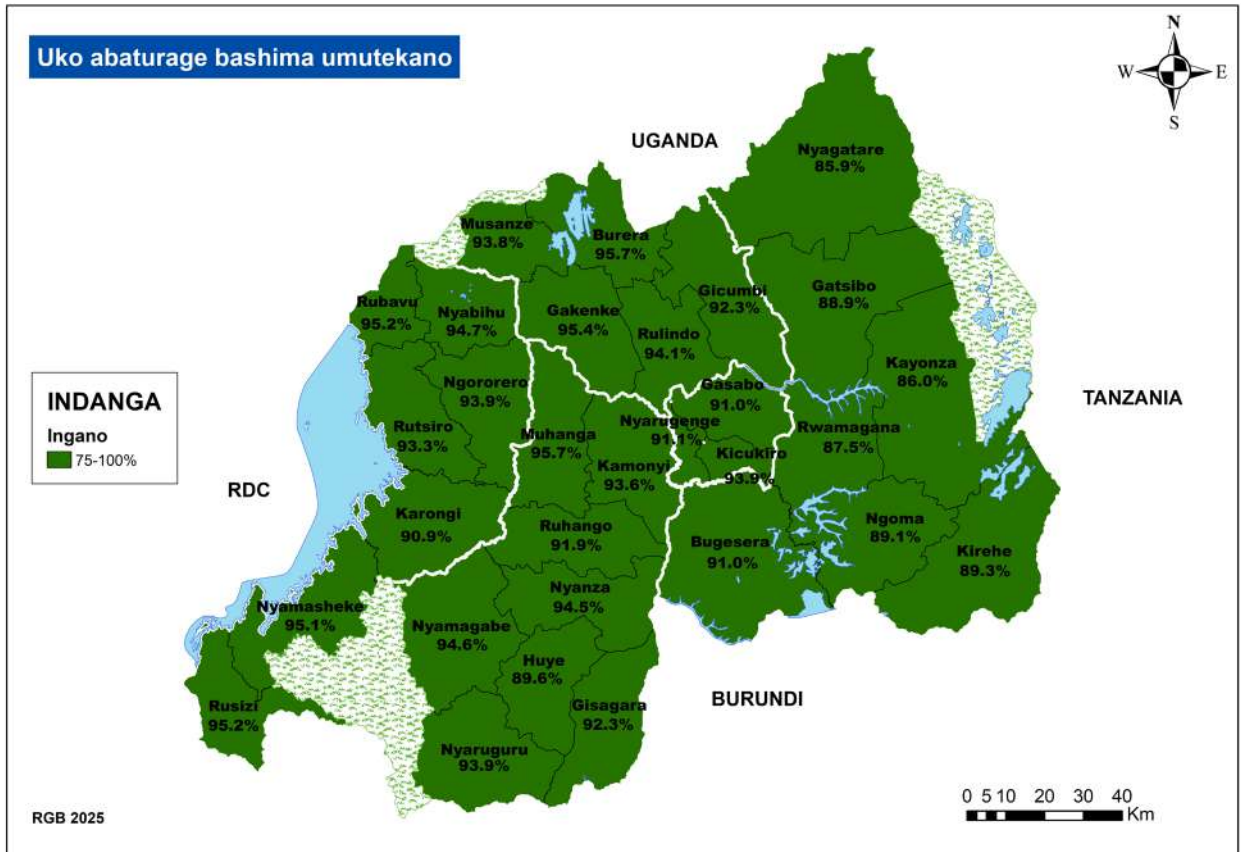 Uko abaturage bashima umutekano
N
W
E
S
UGANDA
Nyagatare
85.9%
Musanze
93.8%
Burera
95.7%
Gicumbi
92.3%
Gatsibo
88.9%
Rubavu
95.2%
Nyabihu
94.7%
Gakenke
95.4%
Rulindo
94.1%
Kayonza
86.0%
TANZANIA
INDANGA
Ingano
75-100%
Ngororero
93.9%
Rutsiro
93.3%
Muhanga
95.7%
Gasabo
91.0%
Nyarugenge
91.1%
Kicukiro
93.9%
Rwamagana
87.5%
Kamonyi
93.6%
RDC
Karongi
90.9%
Ruhango
91.9%
Bugesera
91.0%
Ngoma
89.1%
Kirehe
89.3%
Nyamasheke
95.1%
Nyanza
94.5%
Nyamagabe
94.6%
Huye
89.6%
Gisagara
92.3%
BURUNDI
Rusizi
95.2%
Nyaruguru
93.9%
RGB 2025
0 5 10 20 30 40
Km